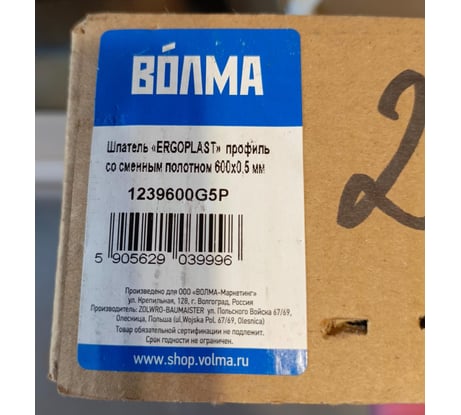 ВОЛМА
Шпатель «ERGOPLAST» профиль
со сменным полотном 600x0,5 мм
1239600G5P
5 905629 039996
Произведено для ООО «ВОЛМА-Маркетинг»
ул. Крепильная, 128, г. Волгоград, Россия
Производитель: ZOLWRO-BAUMAISTER ул. Польского Войска 67/69,
Олесница, Польша (ul,Wojska Pol. 67/69, Olesnica)
Товар обязательной сертификации не подлежит.
Срок годности не ограничен.
www.shop.volma.ru
2